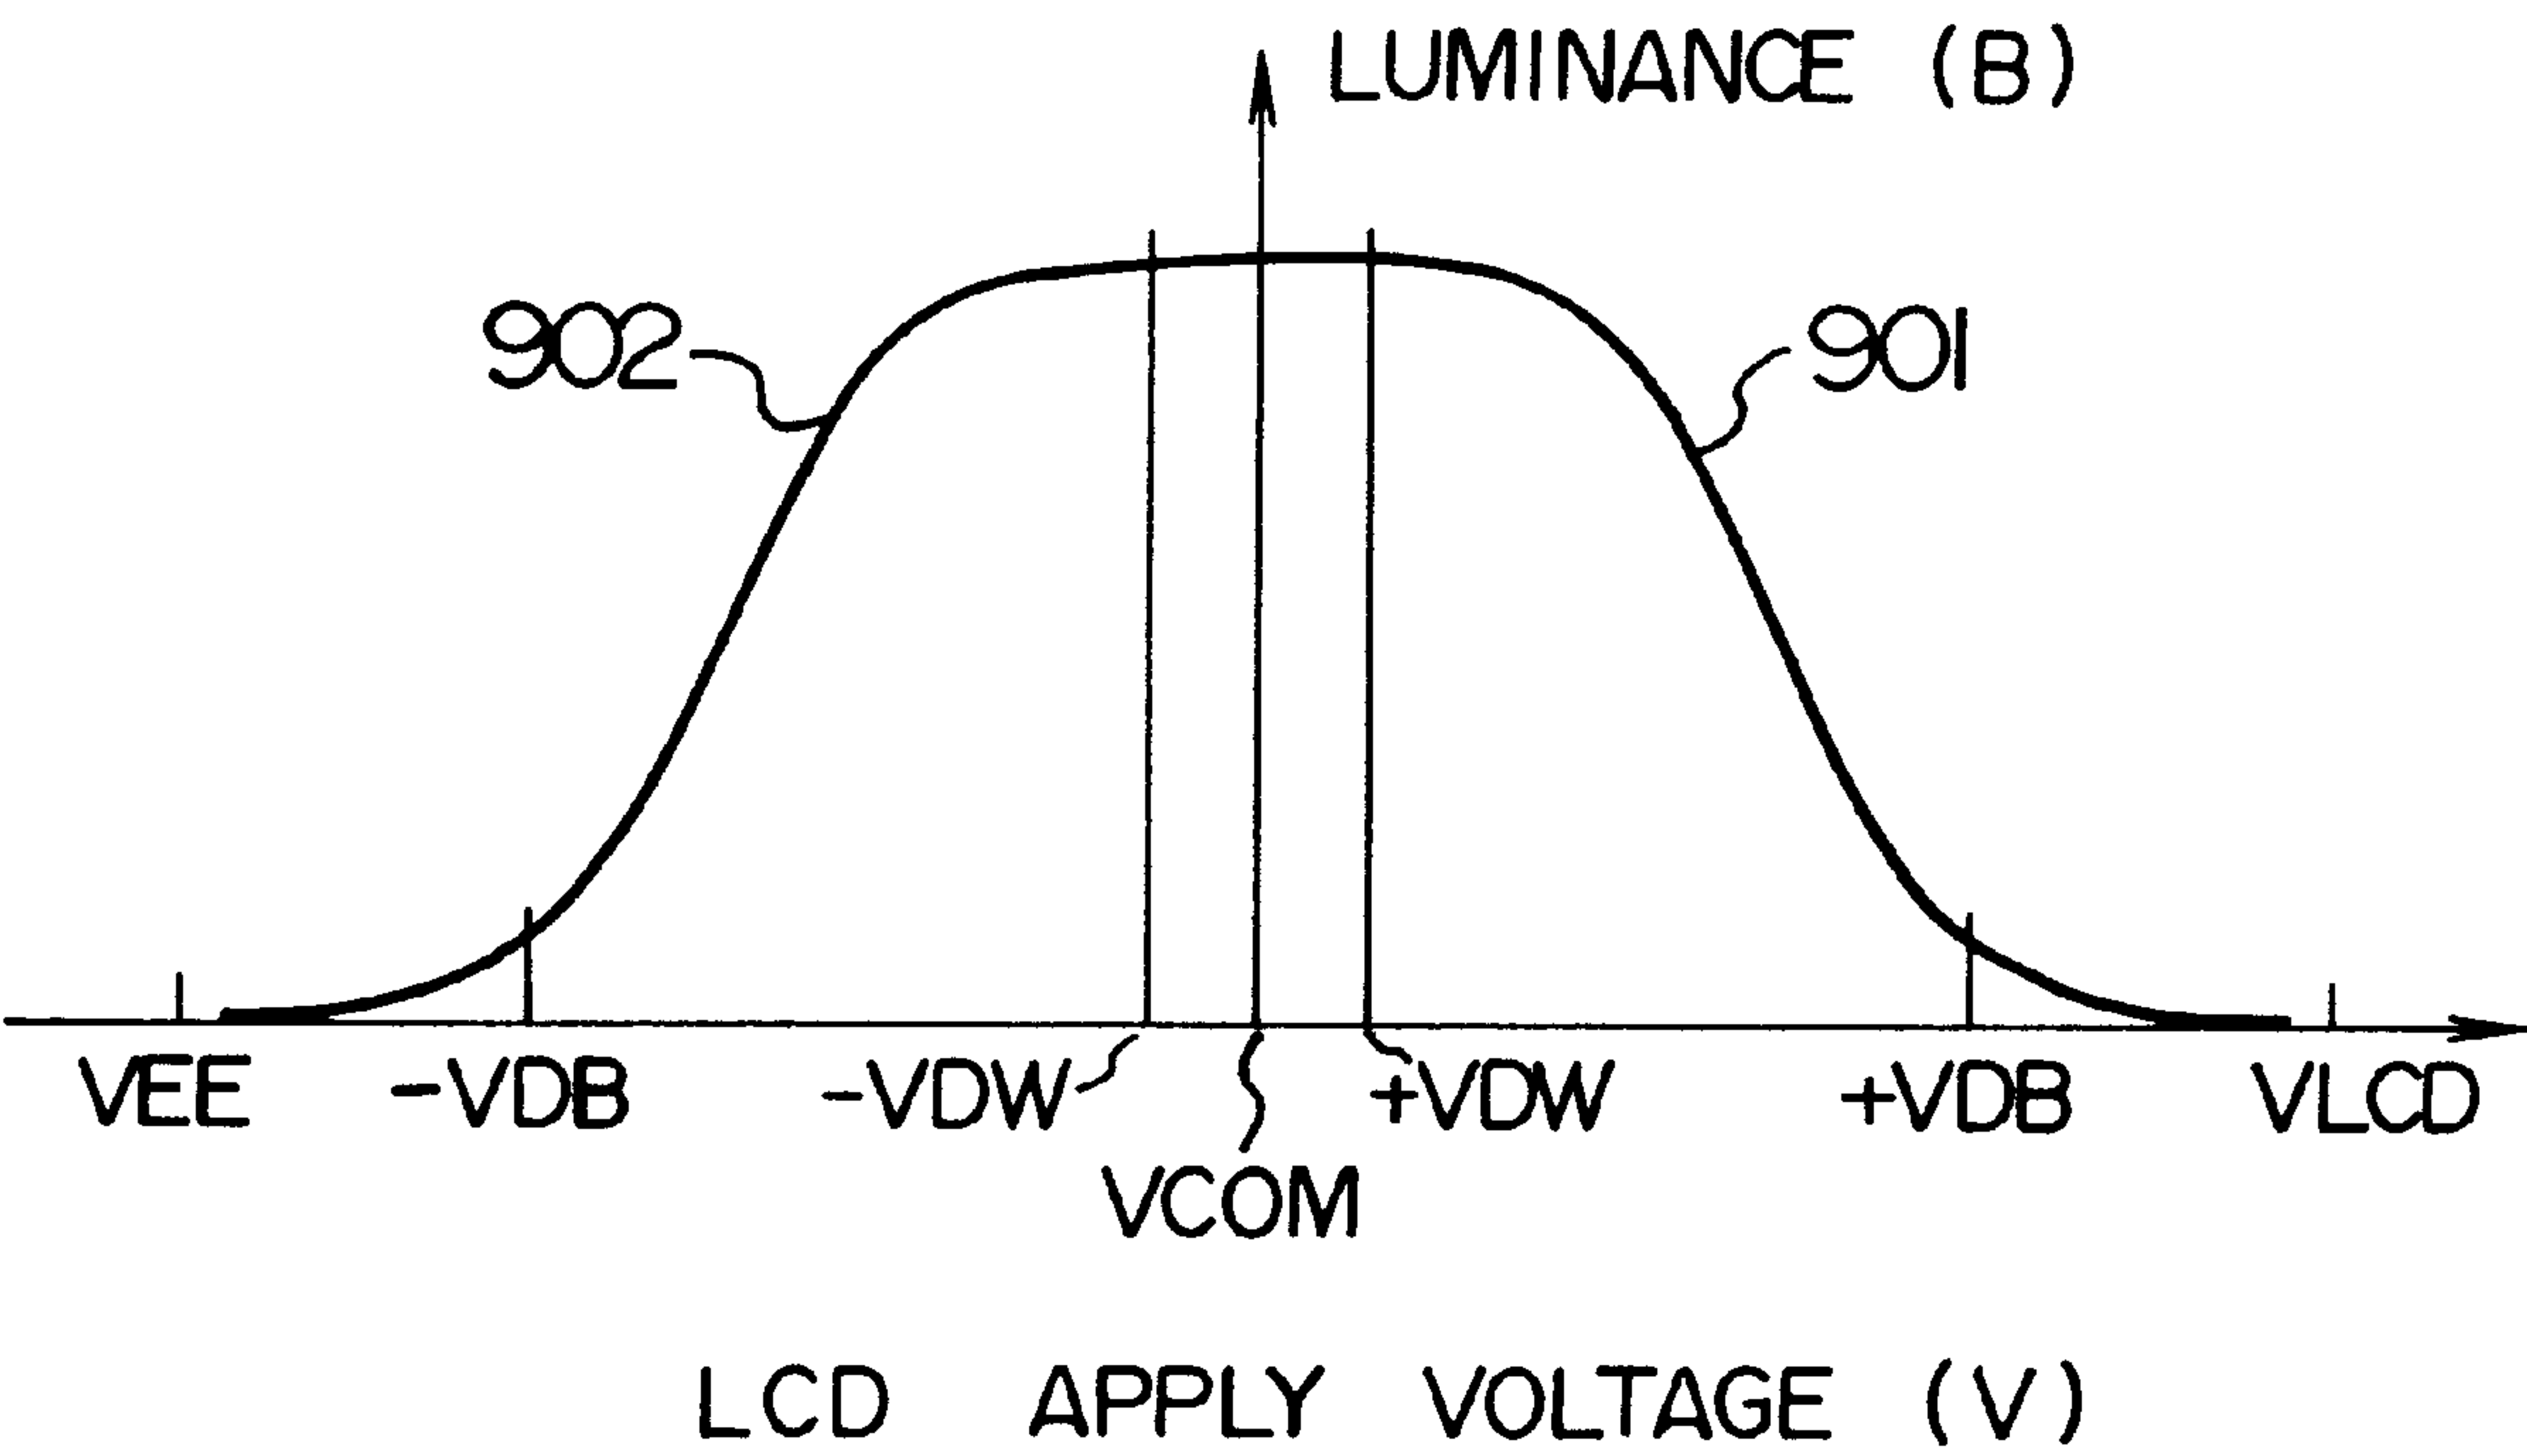 LUMINANCE (B)
902
901
VEE
-VDB
-VDW
+VDW
+VDB
VLCD
VCOM
LCD APPLY VOLTAGE (V)